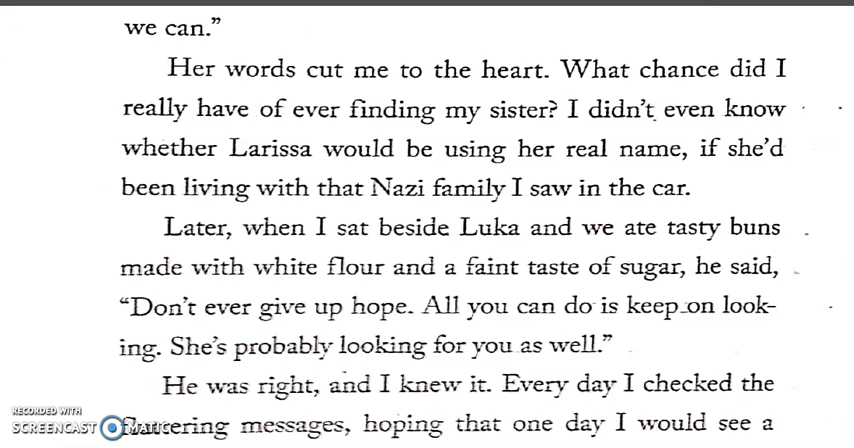 we can.”
Her words cut me to the heart. What chance did I
really have of ever finding my sister? I didn’t even know
whether Larissa would be using her real name, if she’d
been living with that Nazi family I saw in the car.
Later, when I sat beside Luka and we ate tasty buns
made with white flour and a faint taste of sugar, he said,
“Don’t ever give up hope. All you can do is keep on look-
ing. She’s probably looking for you as well.”
He was right, and I knew it. Every day I checked the
RECORDED WITH
SCREENCAST MATIC
messages, hoping that one day I would see a